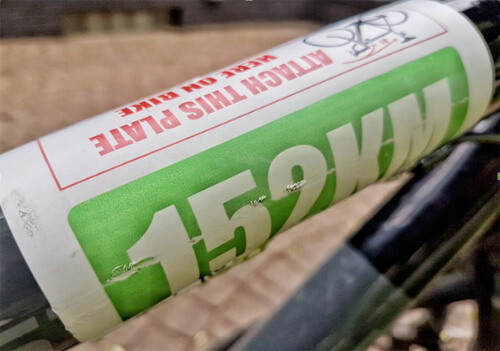 ATTACH THIS PLATE
HERE ON BIKE
152KM